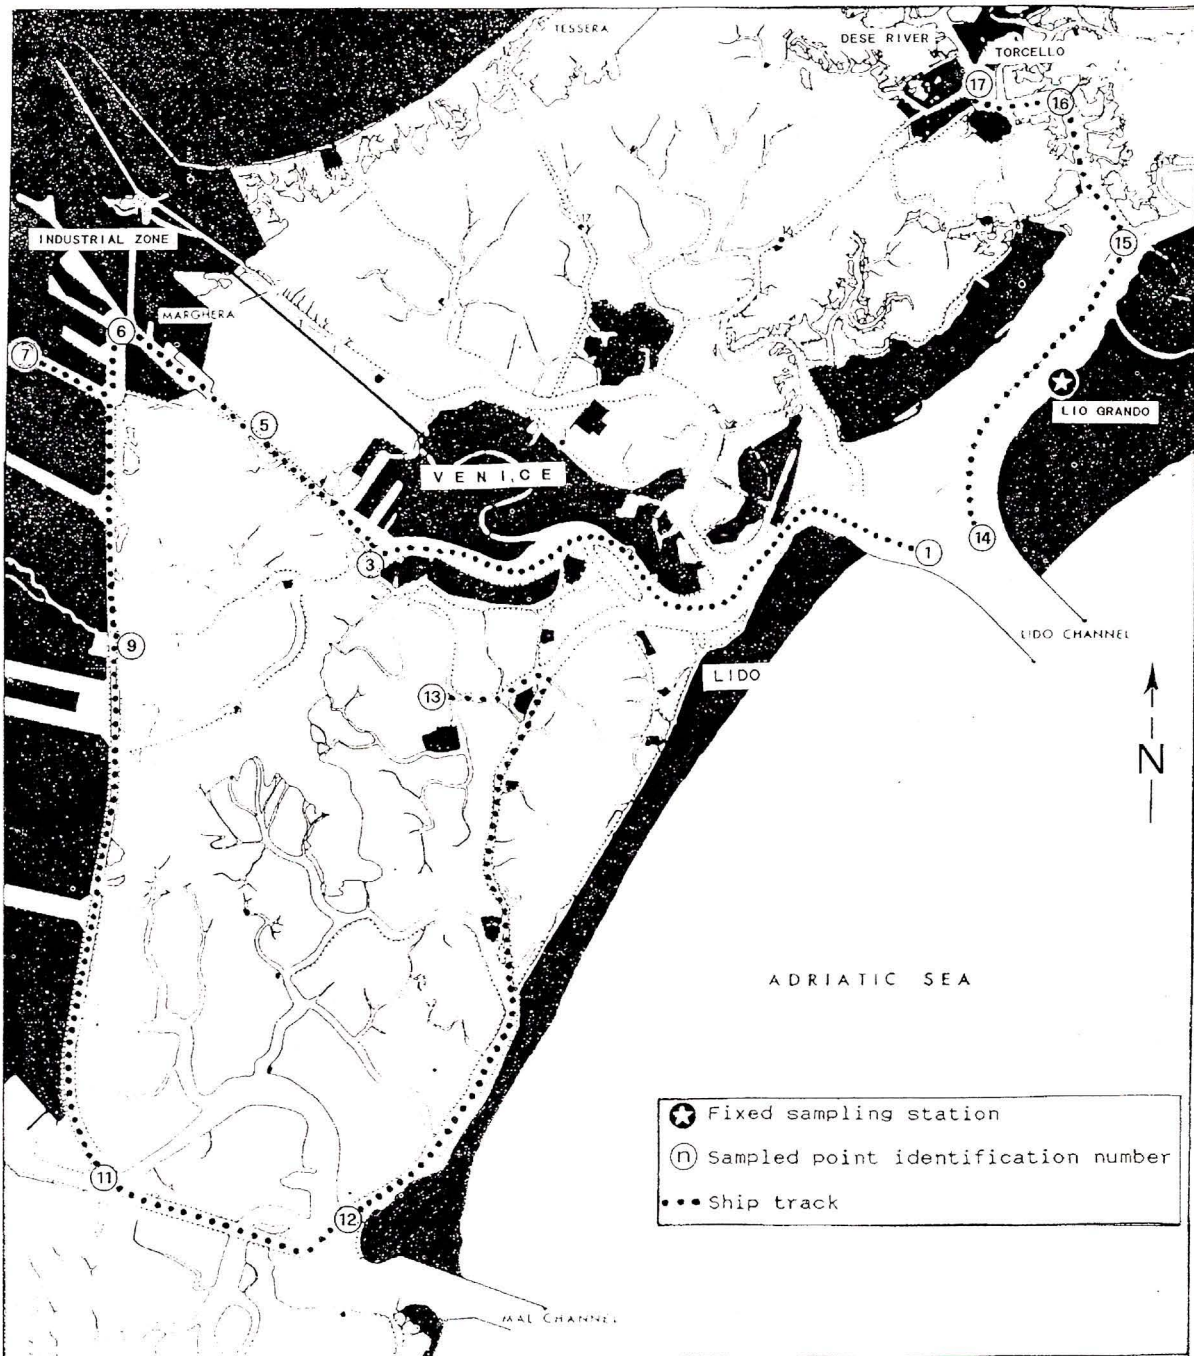 TESSERA
DESE RIVER
TORCELLO
17
16
INDUSTRIAL ZONE
15
MARGHERA
6
7
LIO GRANDO
5
VENICE
14
1
3
LIDO CHANNEL
9
LIDO
13
N
ADRIATIC SEA
Fixed sampling station
n Sampled point identification number
Ship track
11
12
MAL CHANNEL